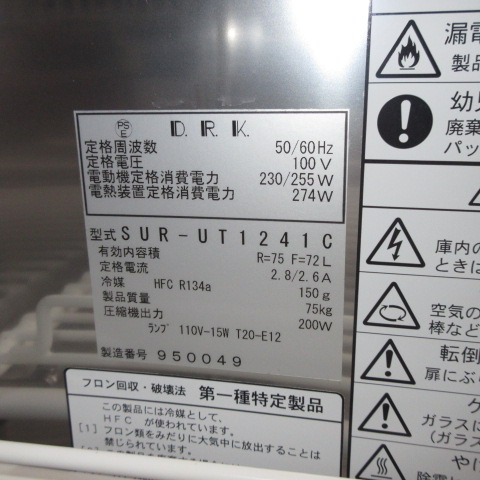 PS
E
D.R.K.
定格周波数 50/60Hz
定格電圧 100V
電動機定格消費電力 230/255W
電熱装置定格消費電力 274W
型式 SUR-UT1241C
有効内容積 R=75 F=72L
定格電流 2.8/2.6A
冷媒 HFC R134a 150g
製品質量 75kg
圧縮機出力 200W
ランプ 110V-15W T20-E12
製造番号 950049
フロン回収・破壊法 第一種特定製品
この製品には冷媒として、
HFC が使われています。
[1] フロン類をみだりに大気中に放出することは
禁じられています。
漏電
製品
幼児
廃棄
パッ
庫内の
ときは
空気の
棒など
転倒
扉にぶら
ガラスに
(ガラス
やけ
除霜